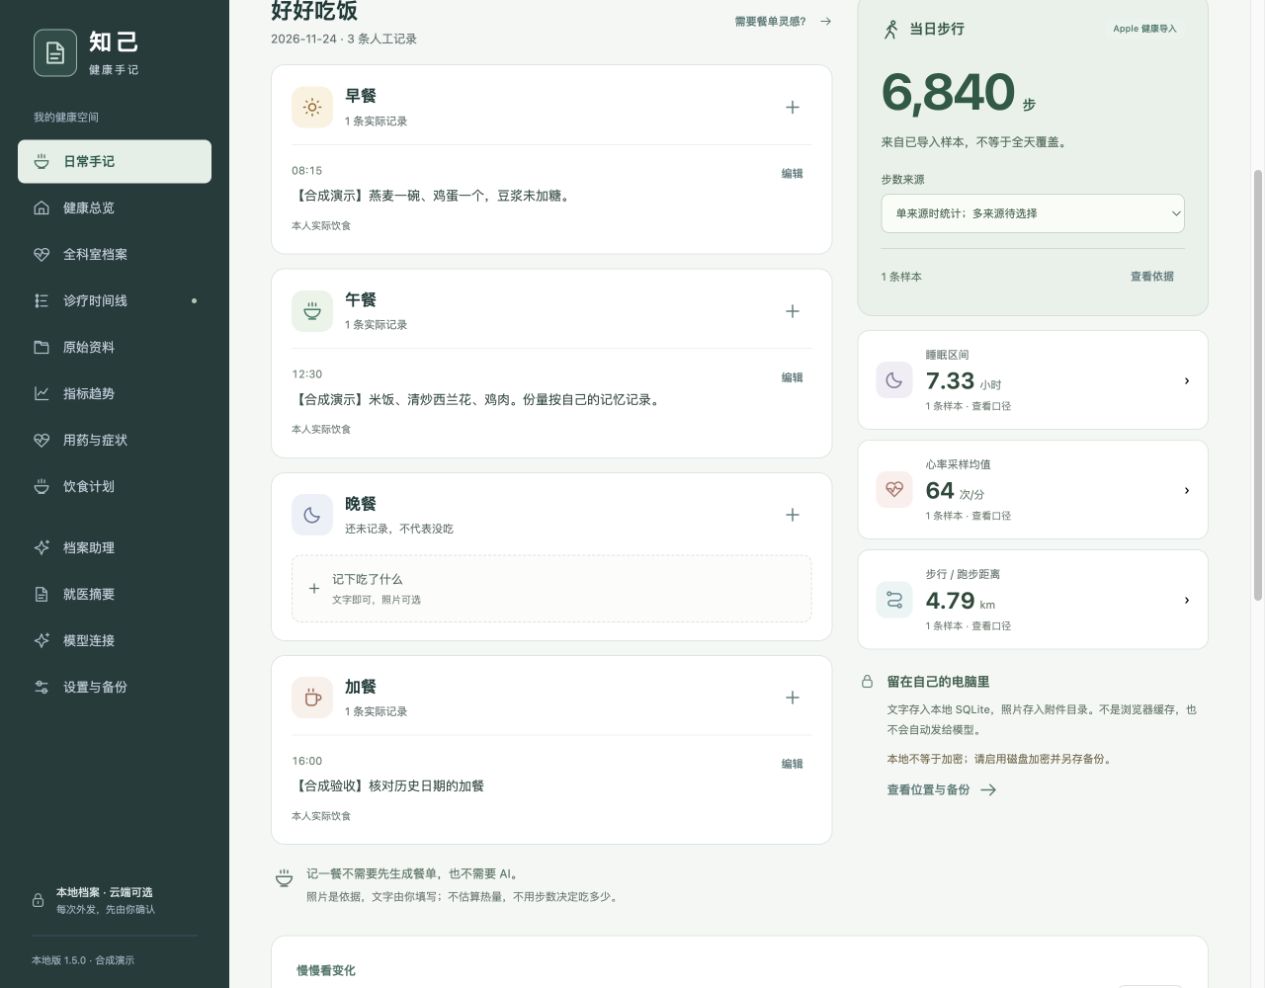 知己
健康手记
我的健康空间
日常手记
健康总览
全科室档案
诊疗时间线
原始资料
指标趋势
用药与症状
饮食计划
档案助理
就医摘要
模型连接
设置与备份
本地档案 · 云端可选
每次外发，先由你确认
本地版 1.5.0 · 合成演示
好好吃饭
2026-11-24 · 3 条人工记录
需要餐单灵感？
早餐
1 条实际记录
08:15
编辑
【合成演示】燕麦一碗、鸡蛋一个，豆浆未加糖。
本人实际饮食
午餐
1 条实际记录
12:30
编辑
【合成演示】米饭、清炒西兰花、鸡肉。份量按自己的记忆记录。
本人实际饮食
晚餐
还未记录，不代表没吃
记下吃了什么
文字即可，照片可选
加餐
1 条实际记录
16:00
编辑
【合成验收】核对历史日期的加餐
本人实际饮食
记一餐不需要先生成餐单，也不需要 AI。
照片是依据，文字由你填写；不估算热量，不用步数决定吃多少。
慢慢看变化
当日步行
Apple 健康导入
6,840 步
来自已导入样本，不等于全天覆盖。
步数来源
单来源时统计；多来源待选择
1 条样本
查看依据
睡眠区间
7.33 小时
1 条样本 · 查看口径
心率采样均值
64 次/分
1 条样本 · 查看口径
步行 / 跑步距离
4.79 km
1 条样本 · 查看口径
留在自己的电脑里
文字存入本地 SQLite，照片存入附件目录。不是浏览器缓存，也
不会自动发给模型。
本地不等于加密；请启用磁盘加密并另存备份。
查看位置与备份